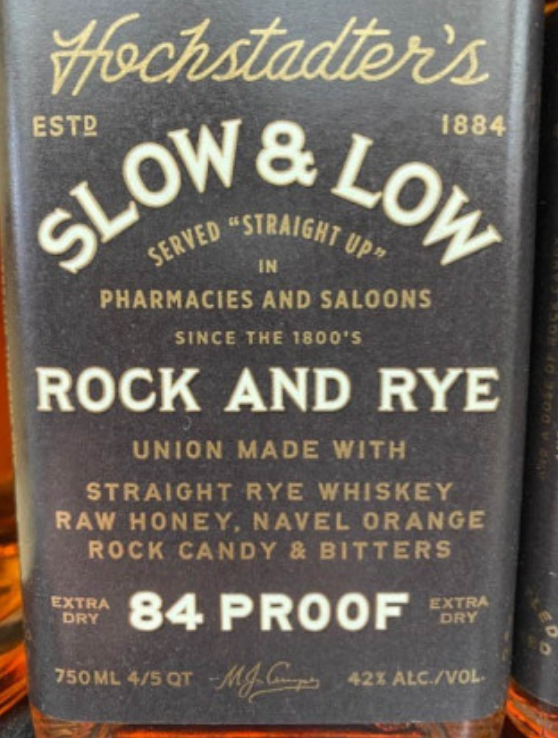 Hochstadter's
ESTD 1884
SLOW & LOW
SERVED "STRAIGHT UP"
IN
PHARMACIES AND SALOONS
SINCE THE 1800'S
ROCK AND RYE
UNION MADE WITH
STRAIGHT RYE WHISKEY
RAW HONEY, NAVEL ORANGE
ROCK CANDY & BITTERS
EXTRA DRY 84 PROOF EXTRA DRY
750ML 4/5 QT 42% ALC./VOL.